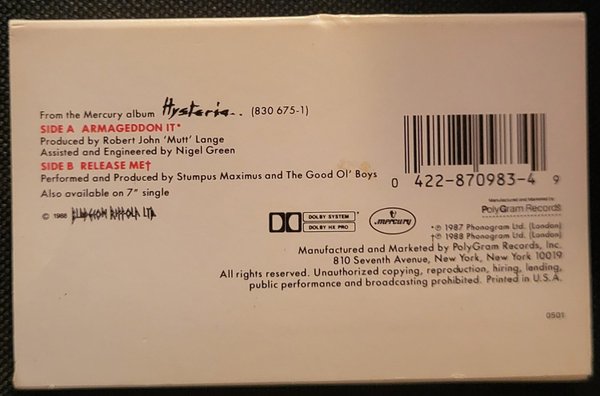 From the Mercury album Hysteria.. (830 675-1)
SIDE A ARMAGEDDON IT*
Produced by Robert John 'Mutt' Lange
Assisted and Engineered by Nigel Green
SIDE B RELEASE ME†
Performed and Produced by Stumpus Maximus and The Good Ol' Boys
Also available on 7" single
© 1988 BLUDGEON RIFFOLA LTD.
0 422-870983-4 9
Manufactured and Marketed by
PolyGram Records
DOLBY SYSTEM
DOLBY HX PRO
mercury
*℗ 1987 Phonogram Ltd. (London)
†℗ 1988 Phonogram Ltd. (London)
Manufactured and Marketed by PolyGram Records, Inc.
810 Seventh Avenue, New York, New York 10019
All rights reserved. Unauthorized copying, reproduction, hiring, lending,
public performance and broadcasting prohibited. Printed in U.S.A.
0501